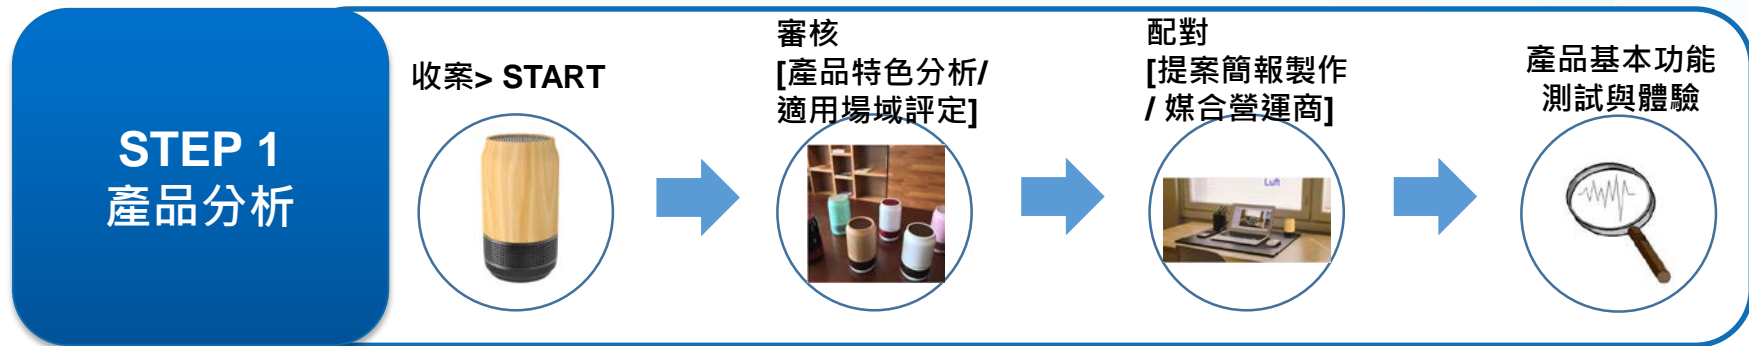 STEP 1
產品分析
收案> START
審核
[產品特色分析/
適用場域評定]
配對
[提案簡報製作
/ 媒合營運商]
Luft
產品基本功能
測試與體驗